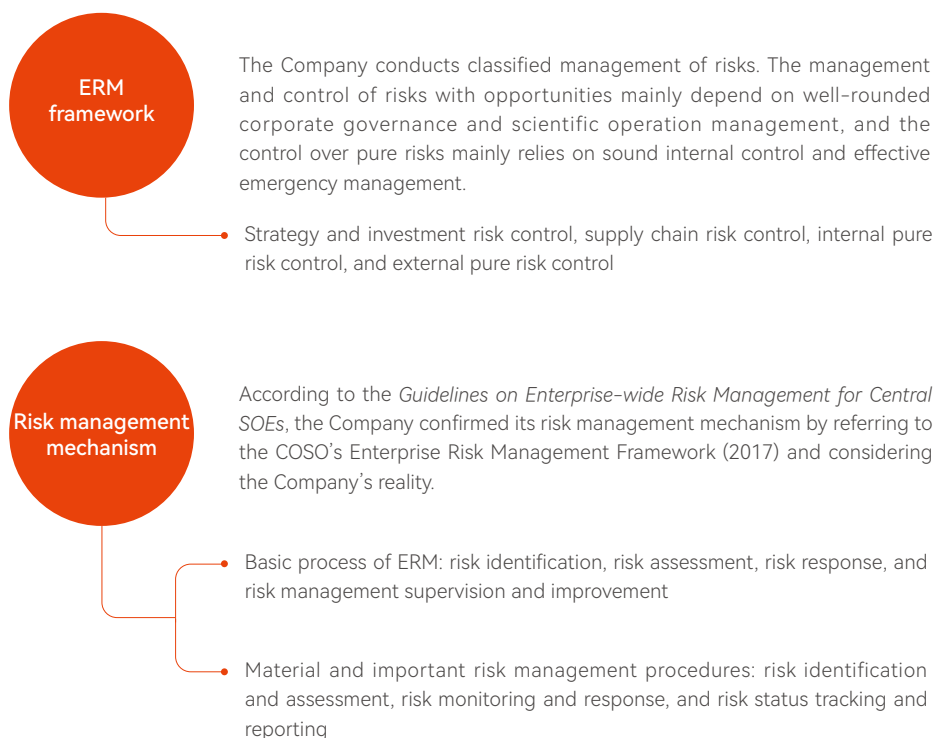 ERM
framework
The Company conducts classified management of risks. The management
and control of risks with opportunities mainly depend on well-rounded
corporate governance and scientific operation management, and the
control over pure risks mainly relies on sound internal control and effective
emergency management.
Strategy and investment risk control, supply chain risk control, internal pure
risk control, and external pure risk control
Risk management
mechanism
According to the Guidelines on Enterprise-wide Risk Management for Central
SOEs, the Company confirmed its risk management mechanism by referring to
the COSO's Enterprise Risk Management Framework (2017) and considering
the Company's reality.
Basic process of ERM: risk identification, risk assessment, risk response, and
risk management supervision and improvement
Material and important risk management procedures: risk identification
and assessment, risk monitoring and response, and risk status tracking and
reporting